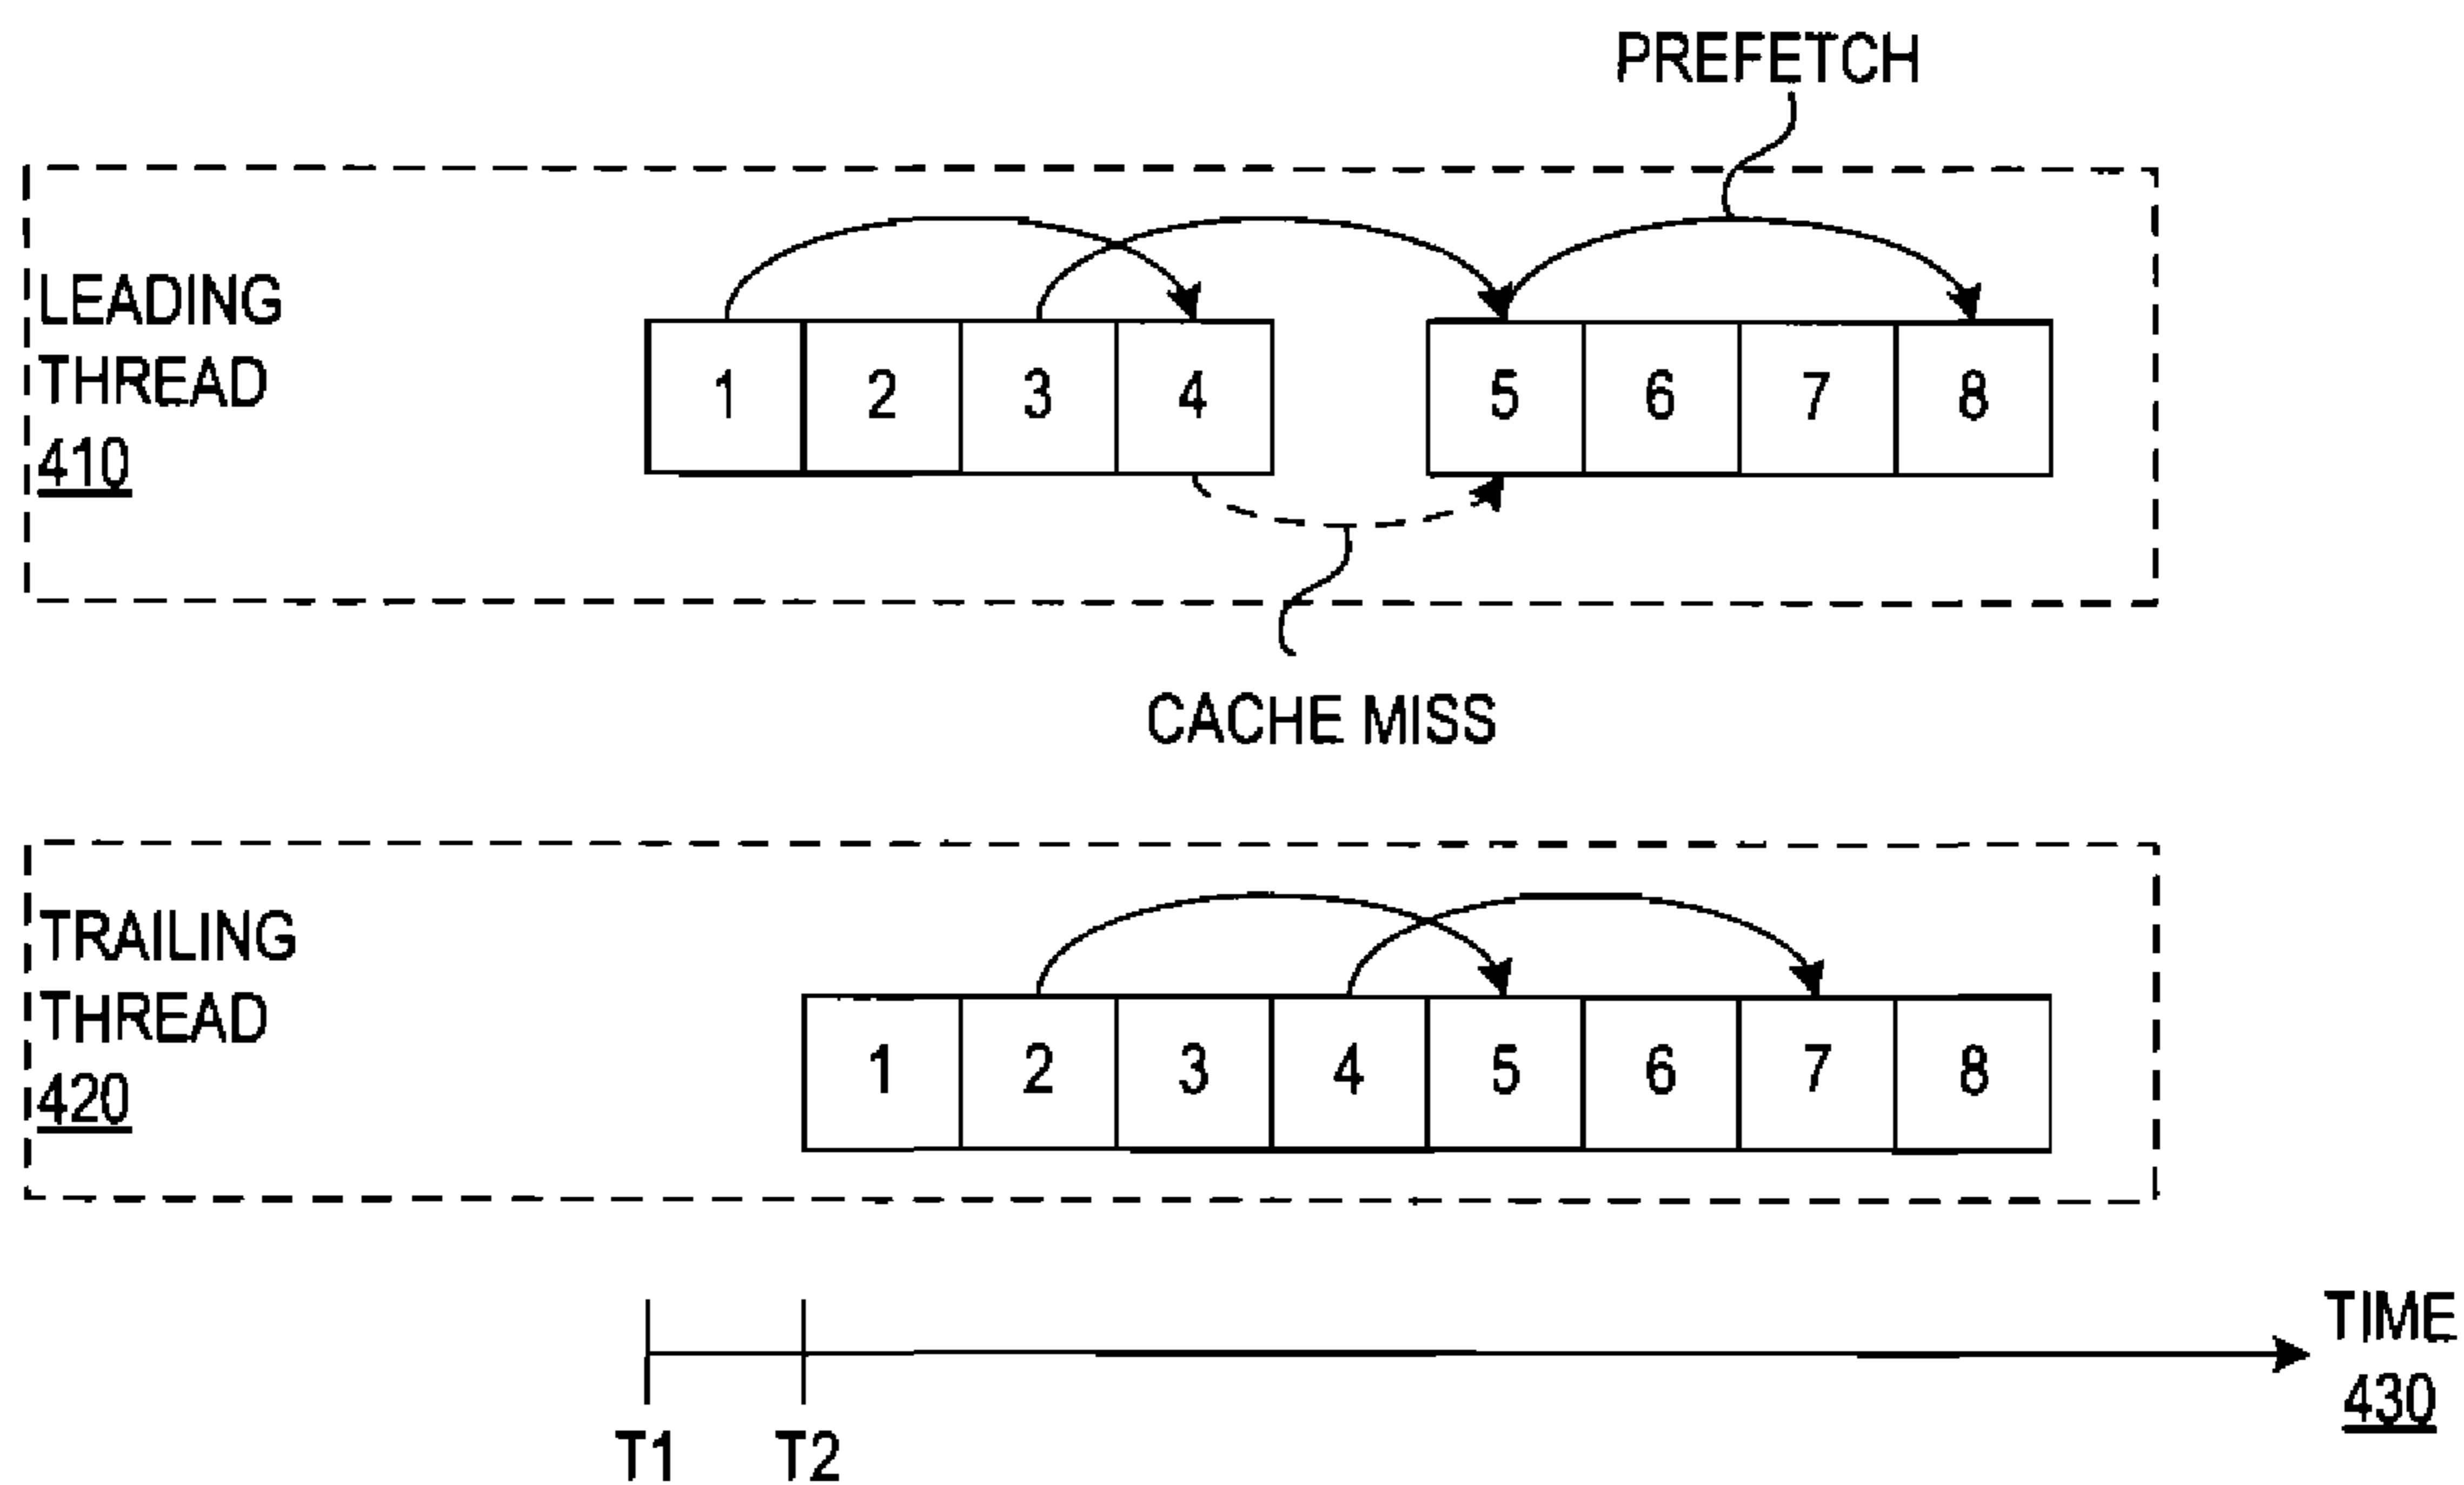 PREFETCH
LEADING
THREAD
410
1 2 3 4 5 6 7 8
CACHE MISS
TRAILING
THREAD
420
1 2 3 4 5 6 7 8
TIME
430
T1 T2